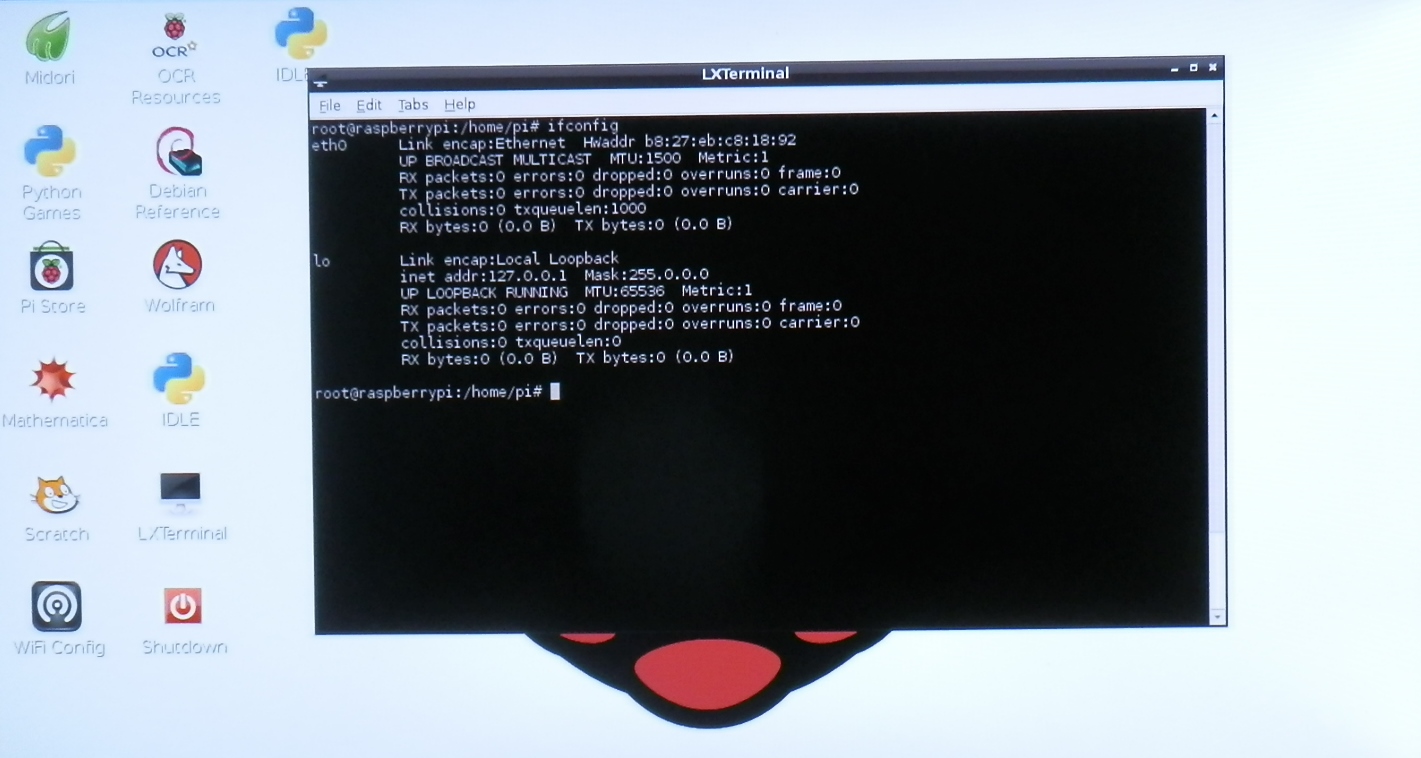 Midori
OCR
OCR
Resources
IDLE
Python
Games
Debian
Reference
Pi Store
Wolfram
Mathematica
IDLE
Scratch
LXTerminal
WiFi Config
Shutdown
LXTerminal
File Edit Tabs Help
root@raspberrypi:/home/pi# ifconfig
eth0 Link encap:Ethernet HWaddr b8:27:eb:c8:18:92
UP BROADCAST MULTICAST MTU:1500 Metric:1
RX packets:0 errors:0 dropped:0 overruns:0 frame:0
TX packets:0 errors:0 dropped:0 overruns:0 carrier:0
collisions:0 txqueuelen:1000
RX bytes:0 (0.0 B) TX bytes:0 (0.0 B)
lo Link encap:Local Loopback
inet addr:127.0.0.1 Mask:255.0.0.0
UP LOOPBACK RUNNING MTU:65536 Metric:1
RX packets:0 errors:0 dropped:0 overruns:0 frame:0
TX packets:0 errors:0 dropped:0 overruns:0 carrier:0
collisions:0 txqueuelen:0
RX bytes:0 (0.0 B) TX bytes:0 (0.0 B)
root@raspberrypi:/home/pi#